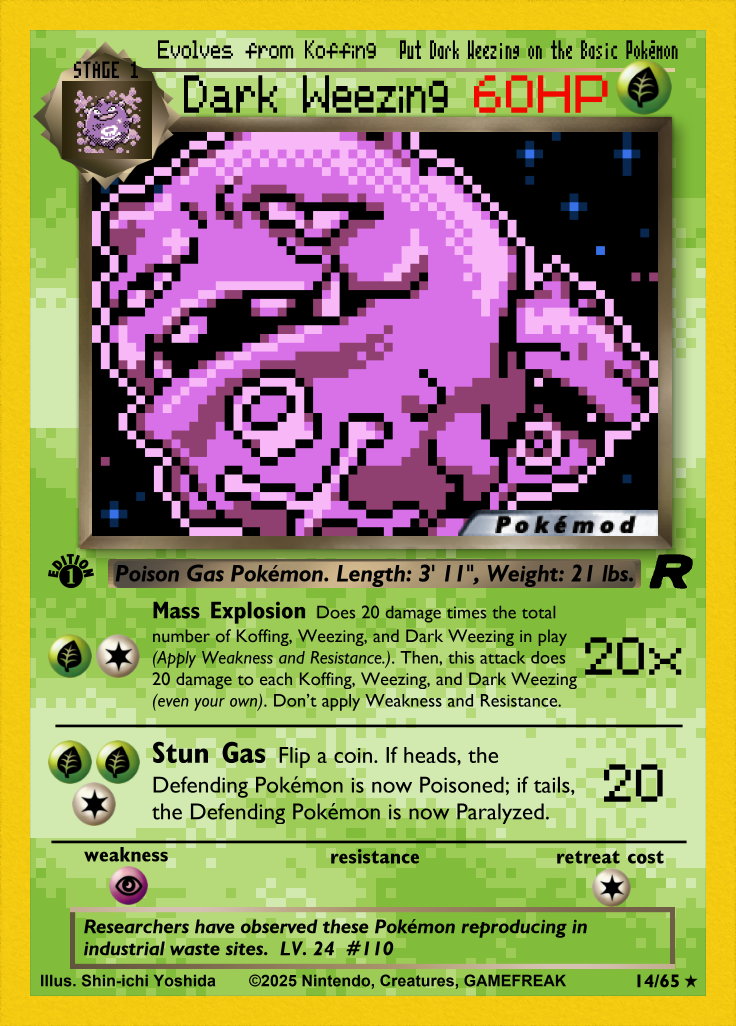 Evolves from Koffing Put Dark Weezing on the Basic Pokémon
STAGE 1
Dark Weezing 60HP
Pokémod
EDITION
1
Poison Gas Pokémon. Length: 3' 11", Weight: 21 lbs.
R
Mass Explosion Does 20 damage times the total
number of Koffing, Weezing, and Dark Weezing in play
(Apply Weakness and Resistance.). Then, this attack does
20 damage to each Koffing, Weezing, and Dark Weezing
(even your own). Don't apply Weakness and Resistance.
20x
Stun Gas Flip a coin. If heads, the
Defending Pokémon is now Poisoned; if tails,
the Defending Pokémon is now Paralyzed.
20
weakness resistance retreat cost
Researchers have observed these Pokémon reproducing in
industrial waste sites. LV. 24 #110
Illus. Shin-ichi Yoshida ©2025 Nintendo, Creatures, GAMEFREAK 14/65 ★